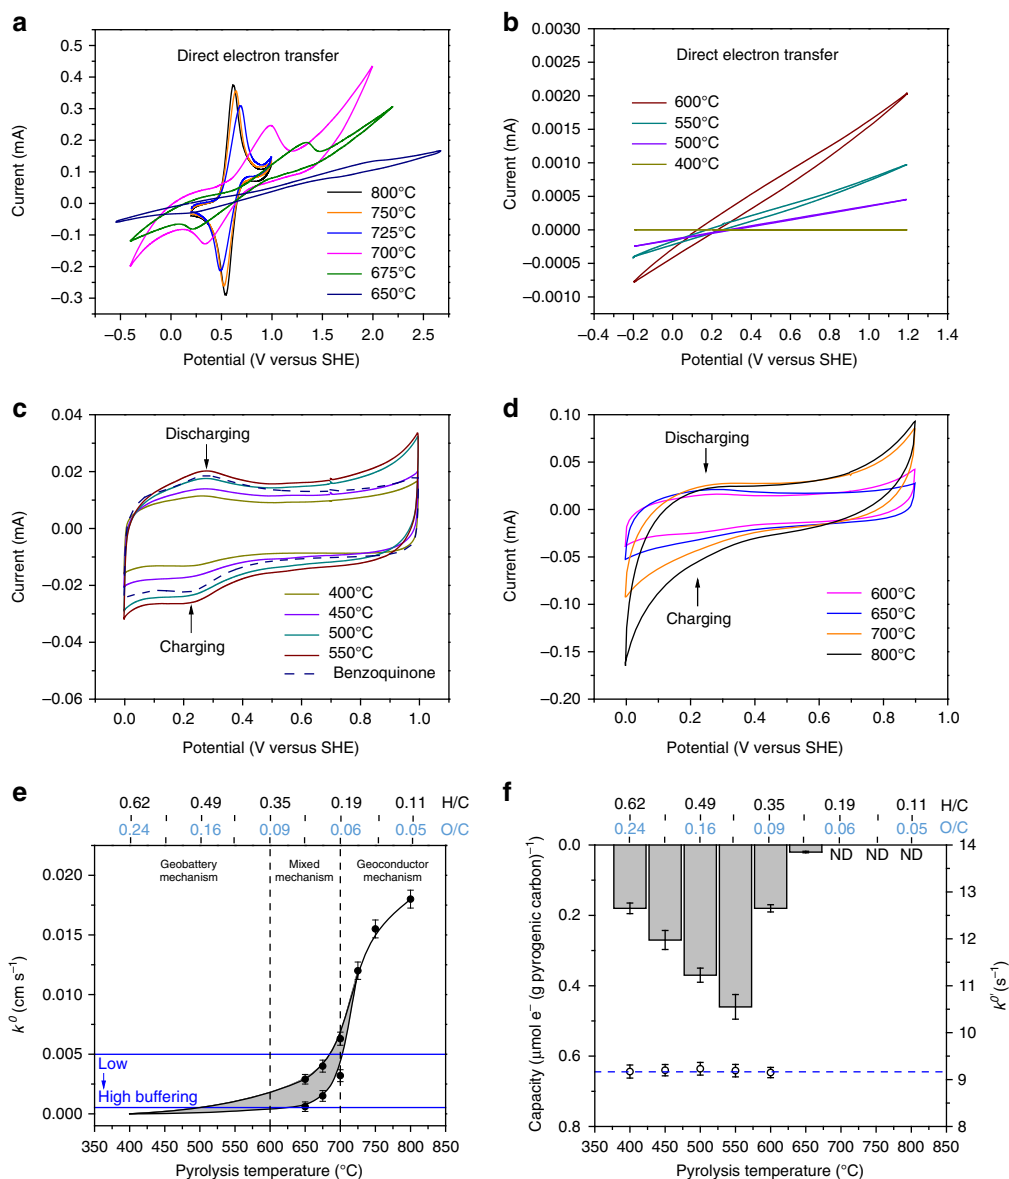 a
Direct electron transfer
Current (mA)
0.5
0.4
0.3
0.2
0.1
0.0
–0.1
–0.2
–0.3
800°C
750°C
725°C
700°C
675°C
650°C
–0.5 0.0 0.5 1.0 1.5 2.0 2.5
Potential (V versus SHE)
b
Direct electron transfer
Current (mA)
0.0030
0.0025
0.0020
0.0015
0.0010
0.0005
0.0000
–0.0005
–0.0010
600°C
550°C
500°C
400°C
–0.4 –0.2 0.0 0.2 0.4 0.6 0.8 1.0 1.2 1.4
Potential (V versus SHE)
c
Current (mA)
0.04
0.02
0.00
–0.02
–0.04
–0.06
Discharging
Charging
400°C
450°C
500°C
550°C
Benzoquinone
0.0 0.2 0.4 0.6 0.8 1.0
Potential (V versus SHE)
d
Current (mA)
0.10
0.05
0.00
–0.05
–0.10
–0.15
–0.20
Discharging
Charging
600°C
650°C
700°C
800°C
0.0 0.2 0.4 0.6 0.8 1.0
Potential (V versus SHE)
e
0.62 0.49 0.35 0.19 0.11 H/C
0.24 0.16 0.09 0.06 0.05 O/C
Geobattery mechanism
Mixed mechanism
Geoconductor mechanism
k⁰ (cm s⁻¹)
0.020
0.015
0.010
0.005
0.000
Low
High buffering
350 400 450 500 550 600 650 700 750 800 850
Pyrolysis temperature (°C)
f
0.62 0.49 0.35 0.19 0.11 H/C
0.24 0.16 0.09 0.06 0.05 O/C
ND ND ND
Capacity (μmol e⁻ (g pyrogenic carbon)⁻¹)
0.0
0.2
0.4
0.6
0.8
14
13
12
11
10
9
8
k⁰′ (s⁻¹)
350 400 450 500 550 600 650 700 750 800 850
Pyrolysis temperature (°C)